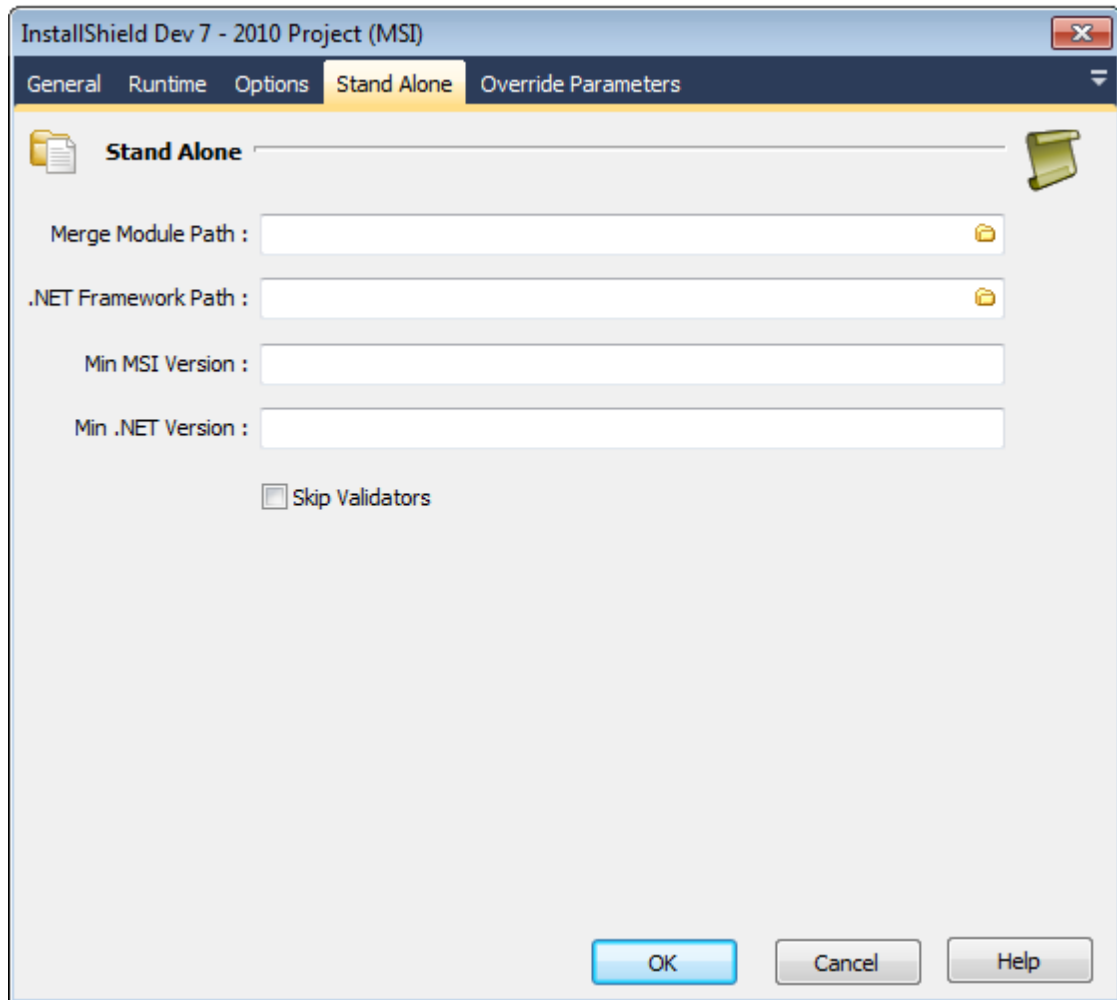 InstallShield Dev 7 - 2010 Project (MSI)
General Runtime Options Stand Alone Override Parameters
Stand Alone
Merge Module Path :
.NET Framework Path :
Min MSI Version :
Min .NET Version :
Skip Validators
OK Cancel Help